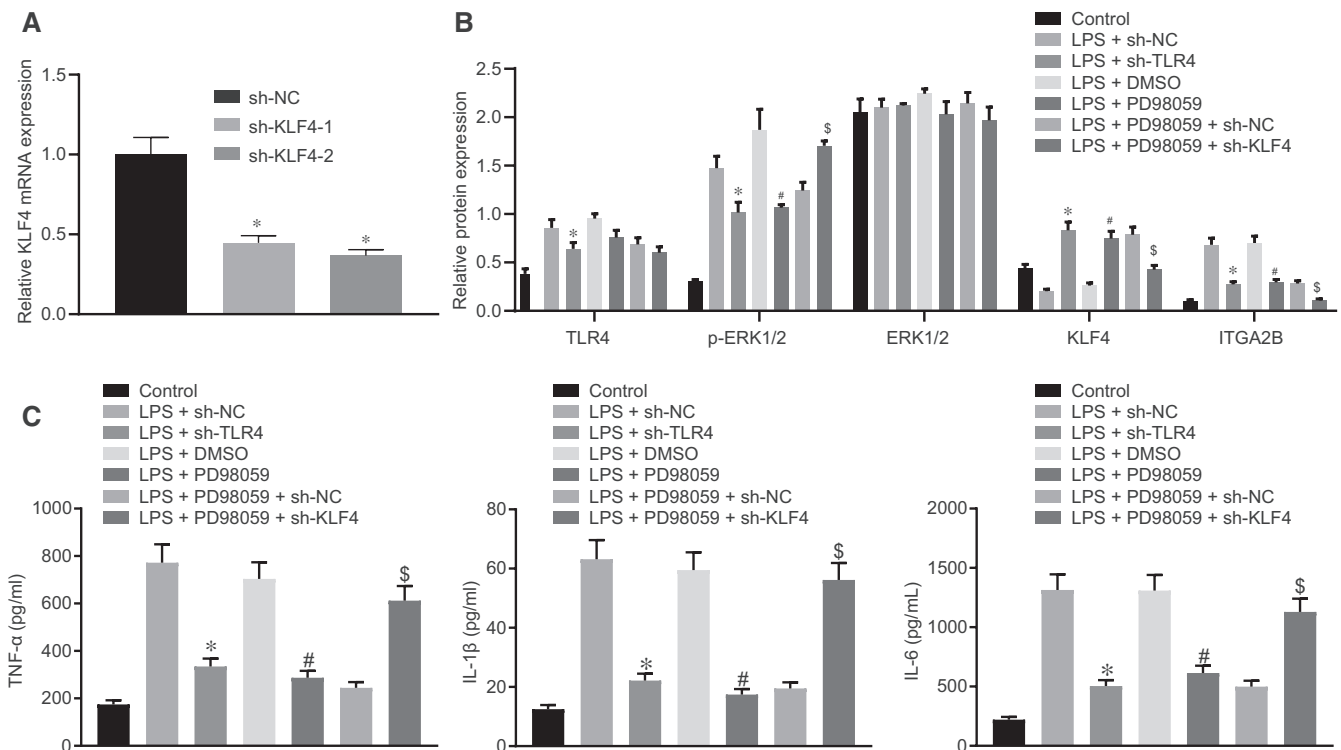 A
Relative KLF4 mRNA expression
1.5
1.0
0.5
0.0
sh-NC
sh-KLF4-1
sh-KLF4-2
*
*
B
Relative protein expression
2.5
2.0
1.5
1.0
0.5
0.0
Control
LPS + sh-NC
LPS + sh-TLR4
LPS + DMSO
LPS + PD98059
LPS + PD98059 + sh-NC
LPS + PD98059 + sh-KLF4
*
* # $
* # $
* # $
TLR4 p-ERK1/2 ERK1/2 KLF4 ITGA2B
C
Control
LPS + sh-NC
LPS + sh-TLR4
LPS + DMSO
LPS + PD98059
LPS + PD98059 + sh-NC
LPS + PD98059 + sh-KLF4
TNF-α (pg/ml)
1000
800
600
400
200
0
* # $
Control
LPS + sh-NC
LPS + sh-TLR4
LPS + DMSO
LPS + PD98059
LPS + PD98059 + sh-NC
LPS + PD98059 + sh-KLF4
IL-1β (pg/ml)
80
60
40
20
0
* # $
Control
LPS + sh-NC
LPS + sh-TLR4
LPS + DMSO
LPS + PD98059
LPS + PD98059 + sh-NC
LPS + PD98059 + sh-KLF4
IL-6 (pg/mL)
2000
1500
1000
500
0
* # $